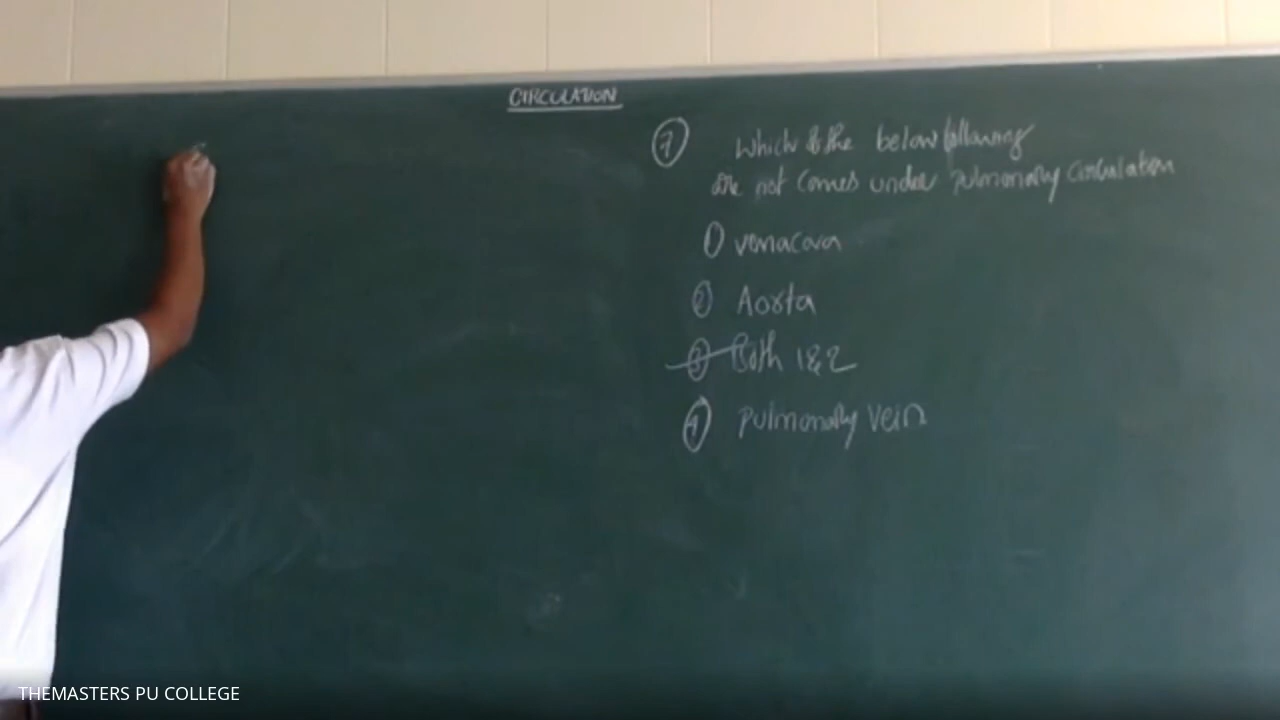 CIRCULATION
7 Which of the below following
are not comes under pulmonary circulation
1 venacava
2 Aorta
3 Both 1&2
4 pulmonary vein
THEMASTERS PU COLLEGE